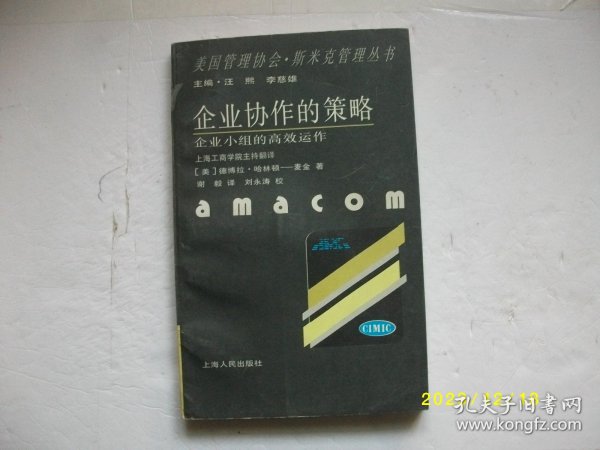 美国管理协会·斯米克管理丛书
主编·汪 熙 李慈雄
企业协作的策略
企业小组的高效运作
上海工商学院主持翻译
［美］德博拉·哈林顿—麦金 著
谢 毅 译 刘永涛 校
amacom
CIMIC
上海人民出版社
孔夫子旧书网
www.kongfz.com